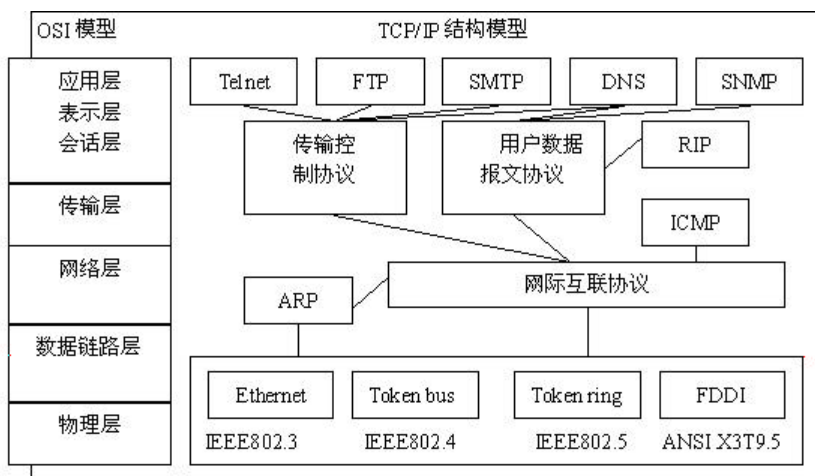 OSI 模型
TCP/IP 结构模型
应用层
表示层
会话层
传输层
网络层
数据链路层
物理层
Telnet
FTP
SMTP
DNS
SNMP
传输控
制协议
用户数据
报文协议
RIP
ICMP
ARP
网际互联协议
Ethernet
Token bus
Token ring
FDDI
IEEE802.3
IEEE802.4
IEEE802.5
ANSI X3T9.5